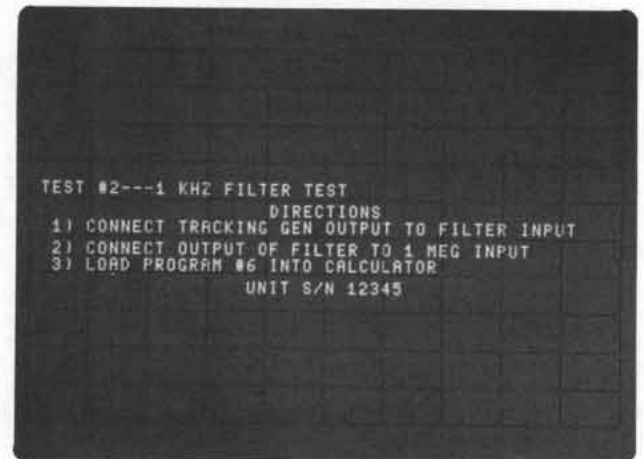 TEST #2---1 KHZ FILTER TEST
DIRECTIONS
1) CONNECT TRACKING GEN OUTPUT TO FILTER INPUT
2) CONNECT OUTPUT OF FILTER TO 1 MEG INPUT
3) LOAD PROGRAM #6 INTO CALCULATOR
UNIT S/N 12345